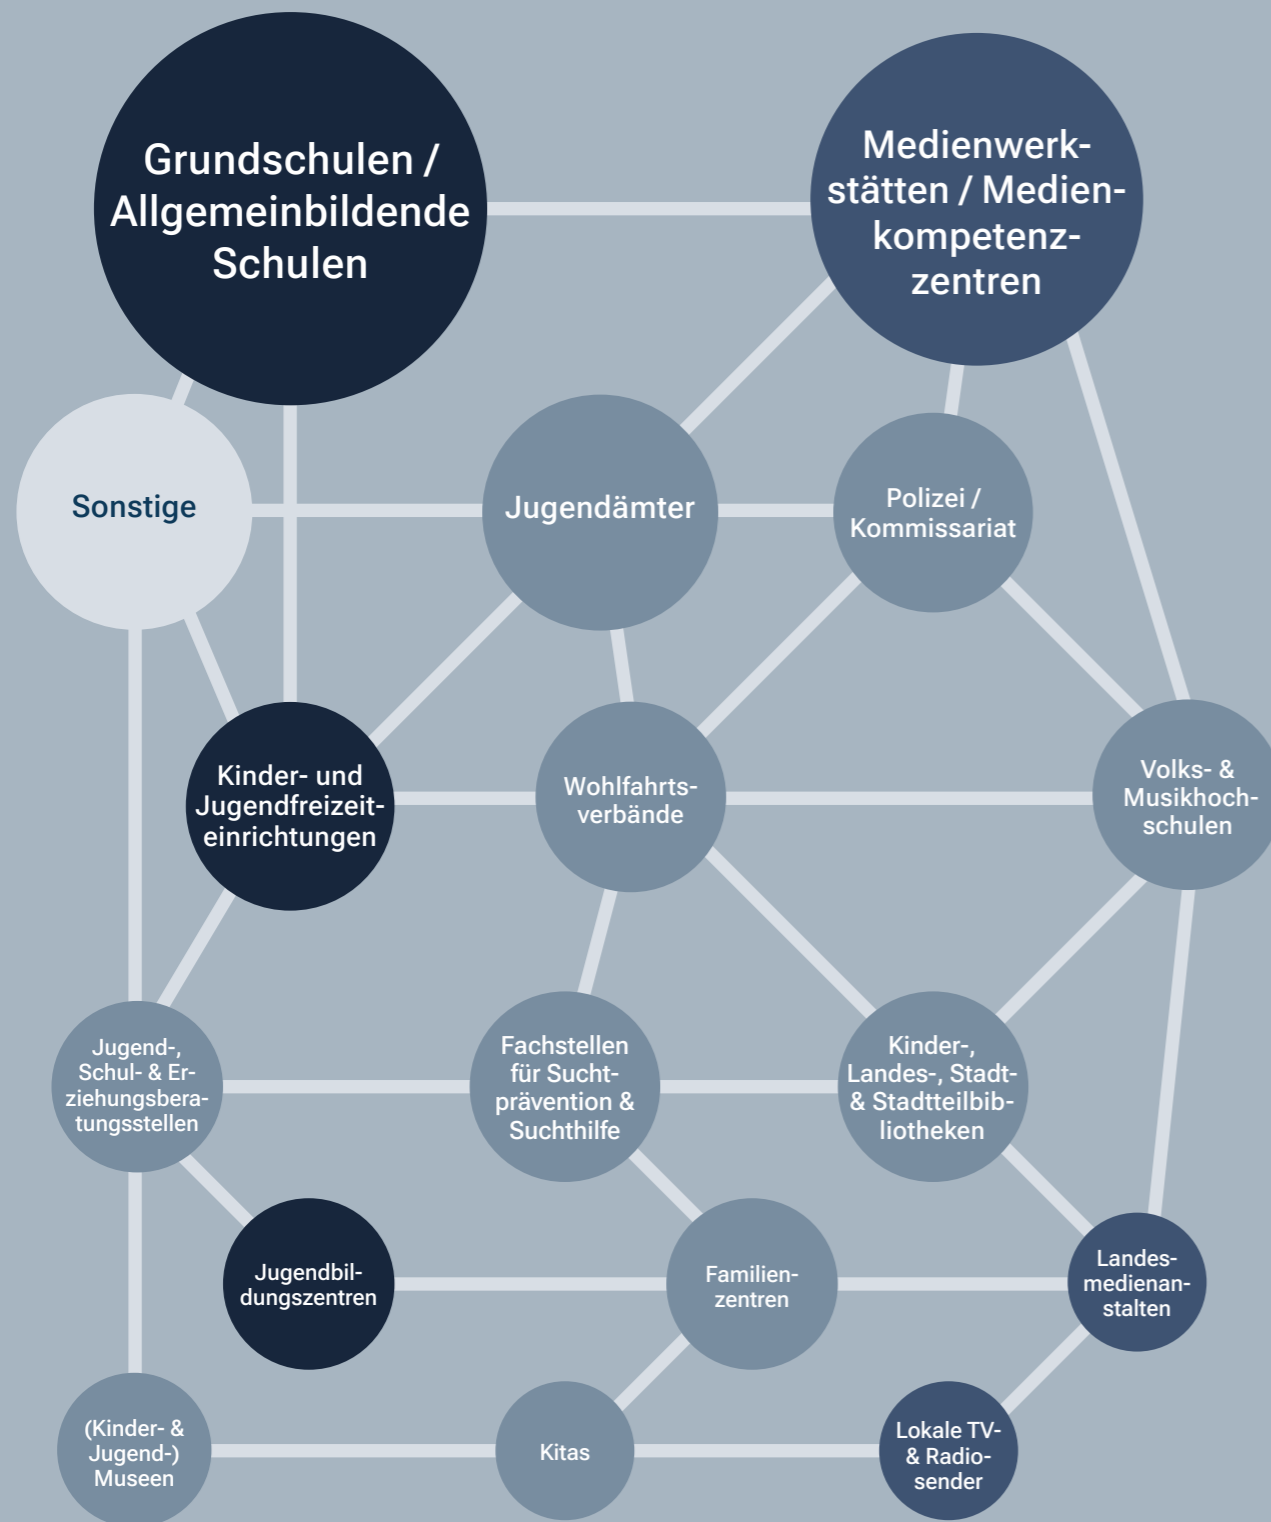 Grundschulen /
Allgemeinbildende
Schulen
Medienwerk-
stätten / Medien-
kompetenz-
zentren
Sonstige
Jugendämter
Polizei /
Kommissariat
Kinder- und
Jugendfreizeit-
einrichtungen
Wohlfahrts-
verbände
Volks- &
Musikhoch-
schulen
Jugend-,
Schul- & Er-
ziehungsbera-
tungsstellen
Fachstellen
für Sucht-
prävention &
Suchthilfe
Kinder-,
Landes-, Stadt-
& Stadtteilbib-
liotheken
Jugendbil-
dungszentren
Familien-
zentren
Landes-
medienan-
stalten
(Kinder- &
Jugend-)
Museen
Kitas
Lokale TV-
& Radio-
sender